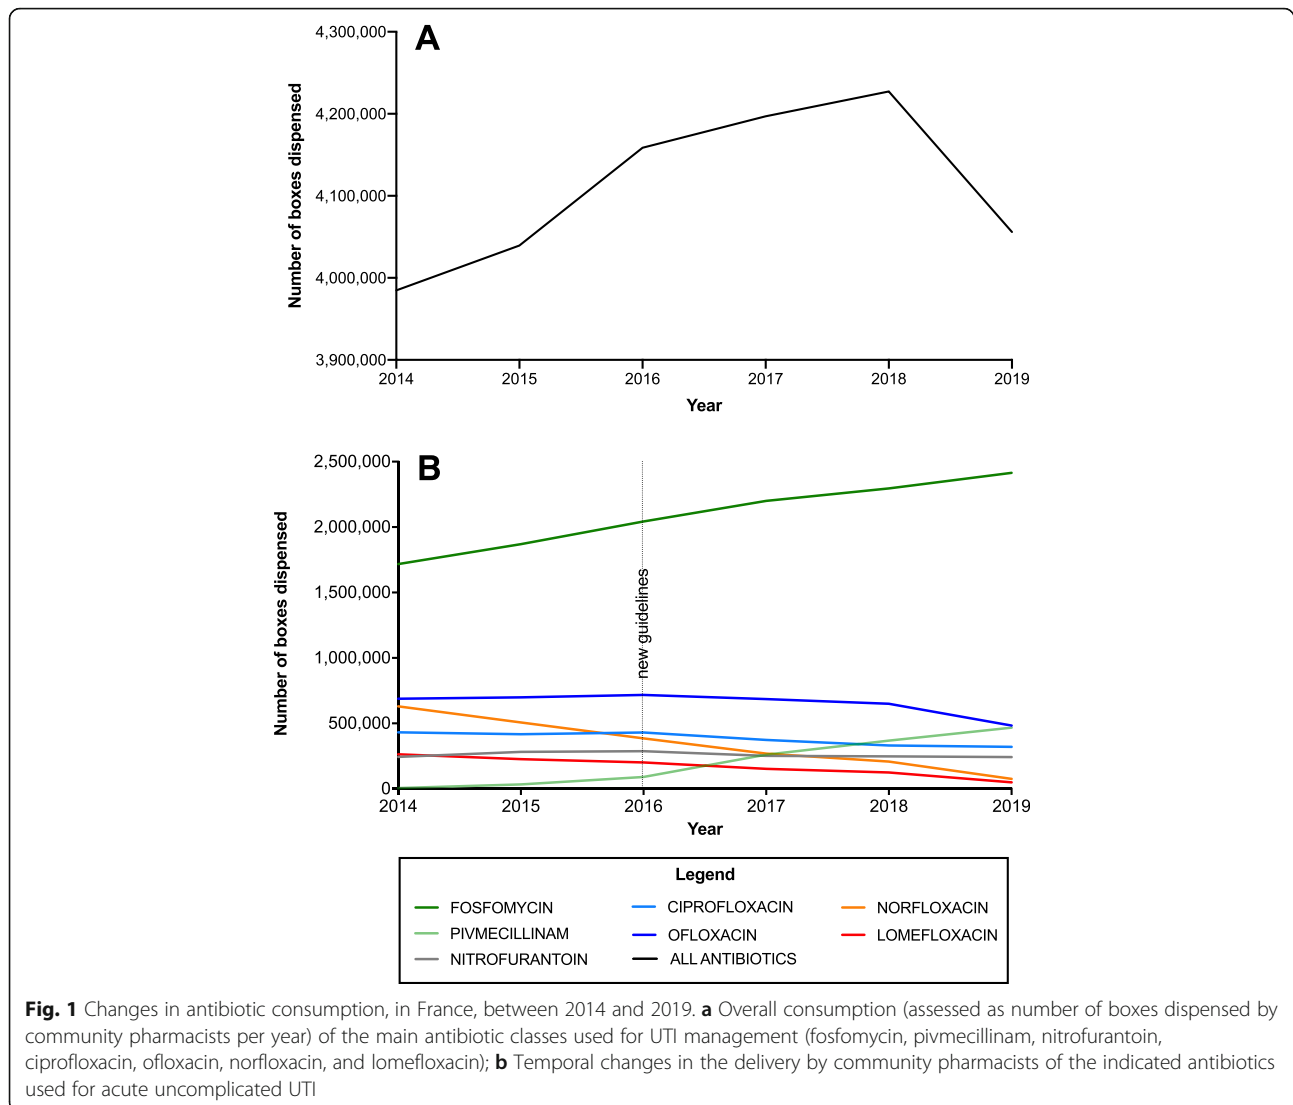 A
4,300,000
4,200,000
4,100,000
4,000,000
3,900,000
Number of boxes dispensed
2014 2015 2016 2017 2018 2019
Year
B
2,500,000
2,000,000
1,500,000
1,000,000
500,000
0
Number of boxes dispensed
new guidelines
2014 2015 2016 2017 2018 2019
Year
Legend
FOSFOMYCIN CIPROFLOXACIN NORFLOXACIN
PIVMECILLINAM OFLOXACIN LOMEFLOXACIN
NITROFURANTOIN ALL ANTIBIOTICS
Fig. 1 Changes in antibiotic consumption, in France, between 2014 and 2019. a Overall consumption (assessed as number of boxes dispensed by
community pharmacists per year) of the main antibiotic classes used for UTI management (fosfomycin, pivmecillinam, nitrofurantoin,
ciprofloxacin, ofloxacin, norfloxacin, and lomefloxacin); b Temporal changes in the delivery by community pharmacists of the indicated antibiotics
used for acute uncomplicated UTI